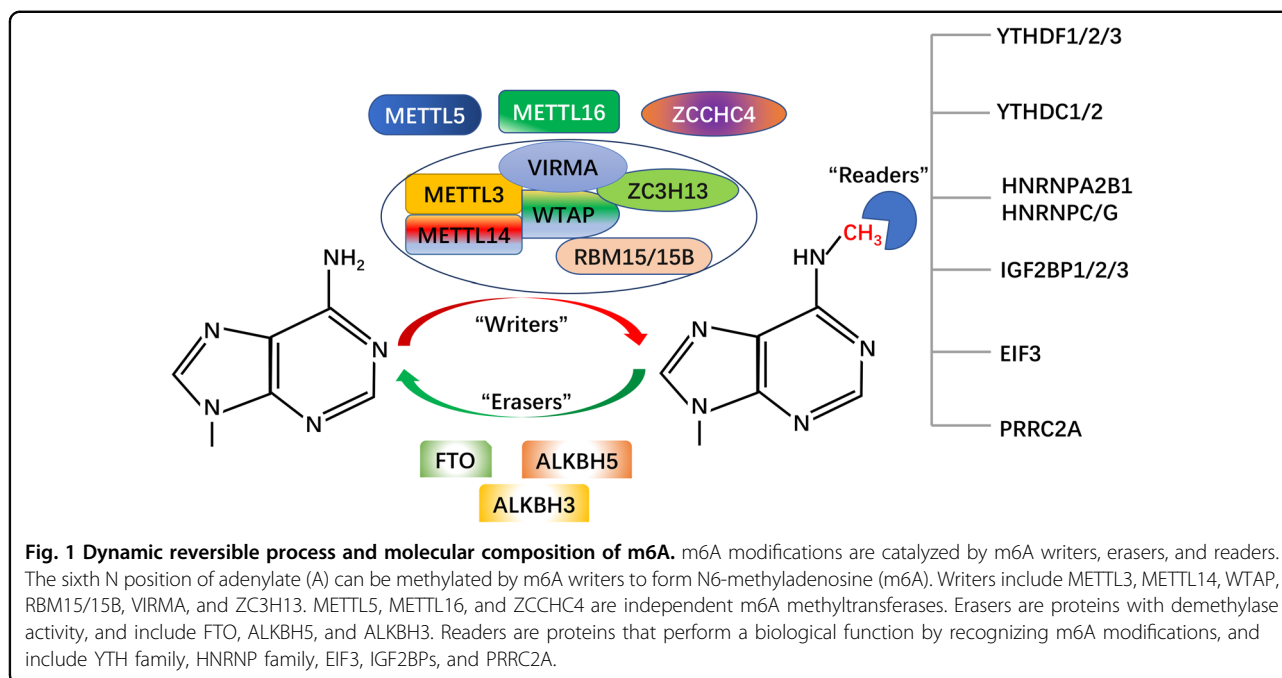 YTHDF1/2/3
METTL5
METTL16
ZCCHC4
YTHDC1/2
VIRMA
"Readers"
METTL3
ZC3H13
HNRNPA2B1
HNRNPC/G
WTAP
METTL14
CH3
RBM15/15B
NH2
HN
IGF2BP1/2/3
"Writers"
N
N
N
N
N
N
N
N
EIF3
"Erasers"
PRRC2A
FTO
ALKBH5
ALKBH3
Fig. 1 Dynamic reversible process and molecular composition of m6A. m6A modifications are catalyzed by m6A writers, erasers, and readers.
The sixth N position of adenylate (A) can be methylated by m6A writers to form N6-methyladenosine (m6A). Writers include METTL3, METTL14, WTAP,
RBM15/15B, VIRMA, and ZC3H13. METTL5, METTL16, and ZCCHC4 are independent m6A methyltransferases. Erasers are proteins with demethylase
activity, and include FTO, ALKBH5, and ALKBH3. Readers are proteins that perform a biological function by recognizing m6A modifications, and
include YTH family, HNRNP family, EIF3, IGF2BPs, and PRRC2A.